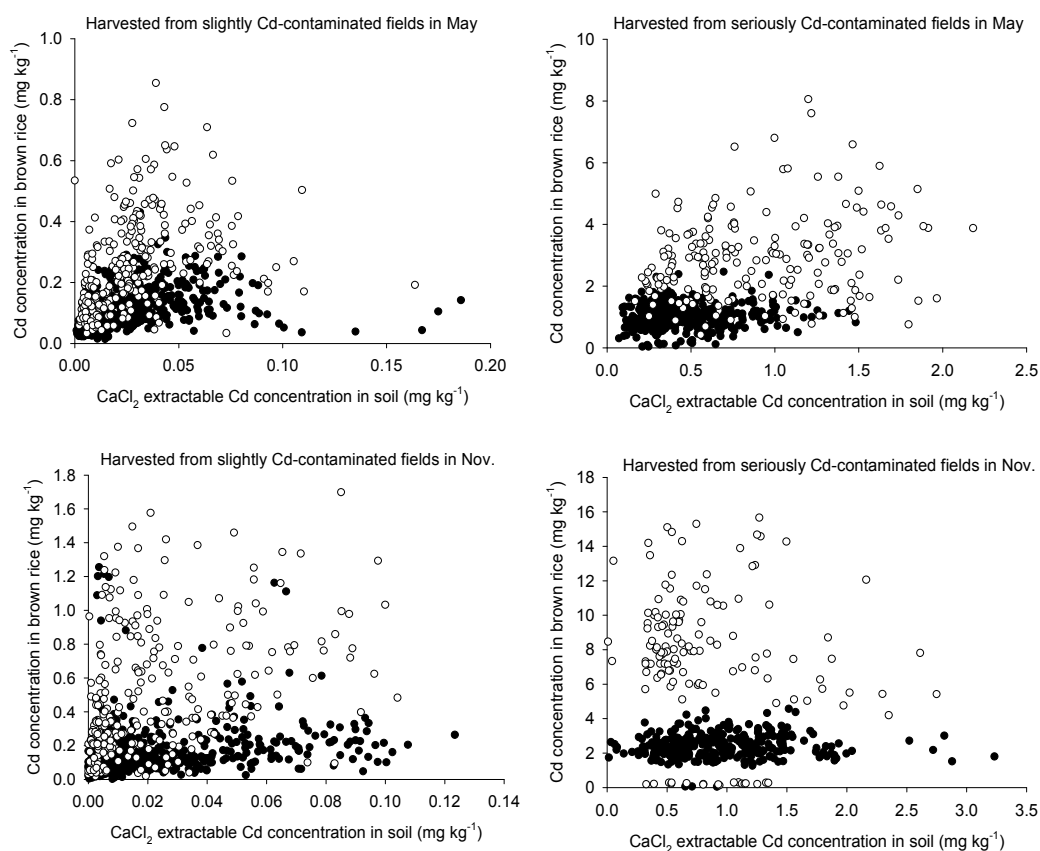 Harvested from slightly Cd-contaminated fields in May
1.0
0.8
0.6
0.4
0.2
0.0
Cd concentration in brown rice (mg kg⁻¹)
0.00 0.05 0.10 0.15 0.20
CaCl₂ extractable Cd concentration in soil (mg kg⁻¹)
Harvested from seriously Cd-contaminated fields in May
10
8
6
4
2
0
Cd concentration in brown rice (mg kg⁻¹)
0.0 0.5 1.0 1.5 2.0 2.5
CaCl₂ extractable Cd concentration in soil (mg kg⁻¹)
Harvested from slightly Cd-contaminated fields in Nov.
1.8
1.6
1.4
1.2
1.0
0.8
0.6
0.4
0.2
0.0
Cd concentration in brown rice (mg kg⁻¹)
0.00 0.02 0.04 0.06 0.08 0.10 0.12 0.14
CaCl₂ extractable Cd concentration in soil (mg kg⁻¹)
Harvested from seriously Cd-contaminated fields in Nov.
18
16
14
12
10
8
6
4
2
0
Cd concentration in brown rice (mg kg⁻¹)
0.0 0.5 1.0 1.5 2.0 2.5 3.0 3.5
CaCl₂ extractable Cd concentration in soil (mg kg⁻¹)